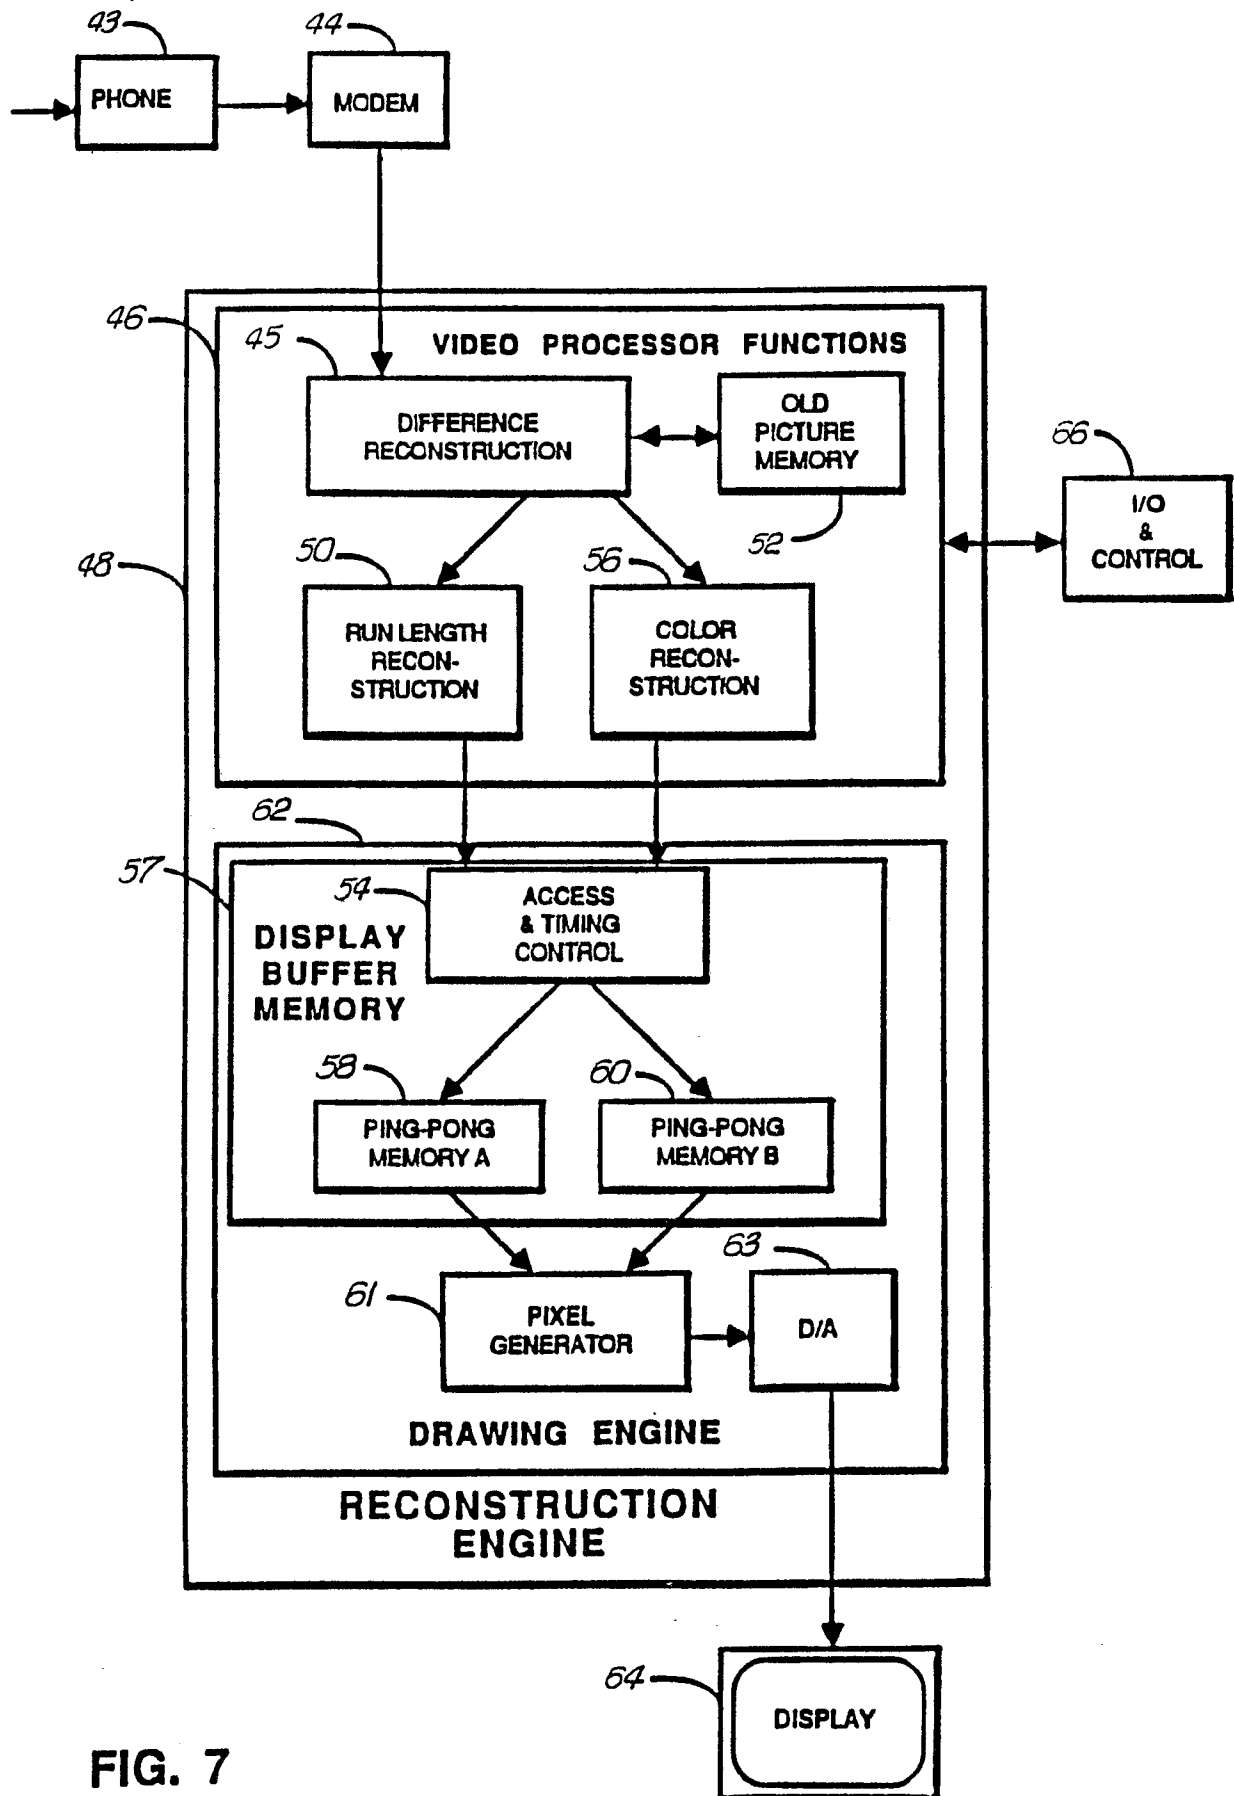 43
44
PHONE
MODEM
46
45
VIDEO PROCESSOR FUNCTIONS
DIFFERENCE
RECONSTRUCTION
OLD
PICTURE
MEMORY
66
I/O
&
CONTROL
48
50
56
52
RUN LENGTH
RECON-
STRUCTION
COLOR
RECON-
STRUCTION
62
57
54
ACCESS
& TIMING
CONTROL
DISPLAY
BUFFER
MEMORY
58
60
PING-PONG
MEMORY A
PING-PONG
MEMORY B
63
61
PIXEL
GENERATOR
D/A
DRAWING ENGINE
RECONSTRUCTION
ENGINE
64
DISPLAY
FIG. 7